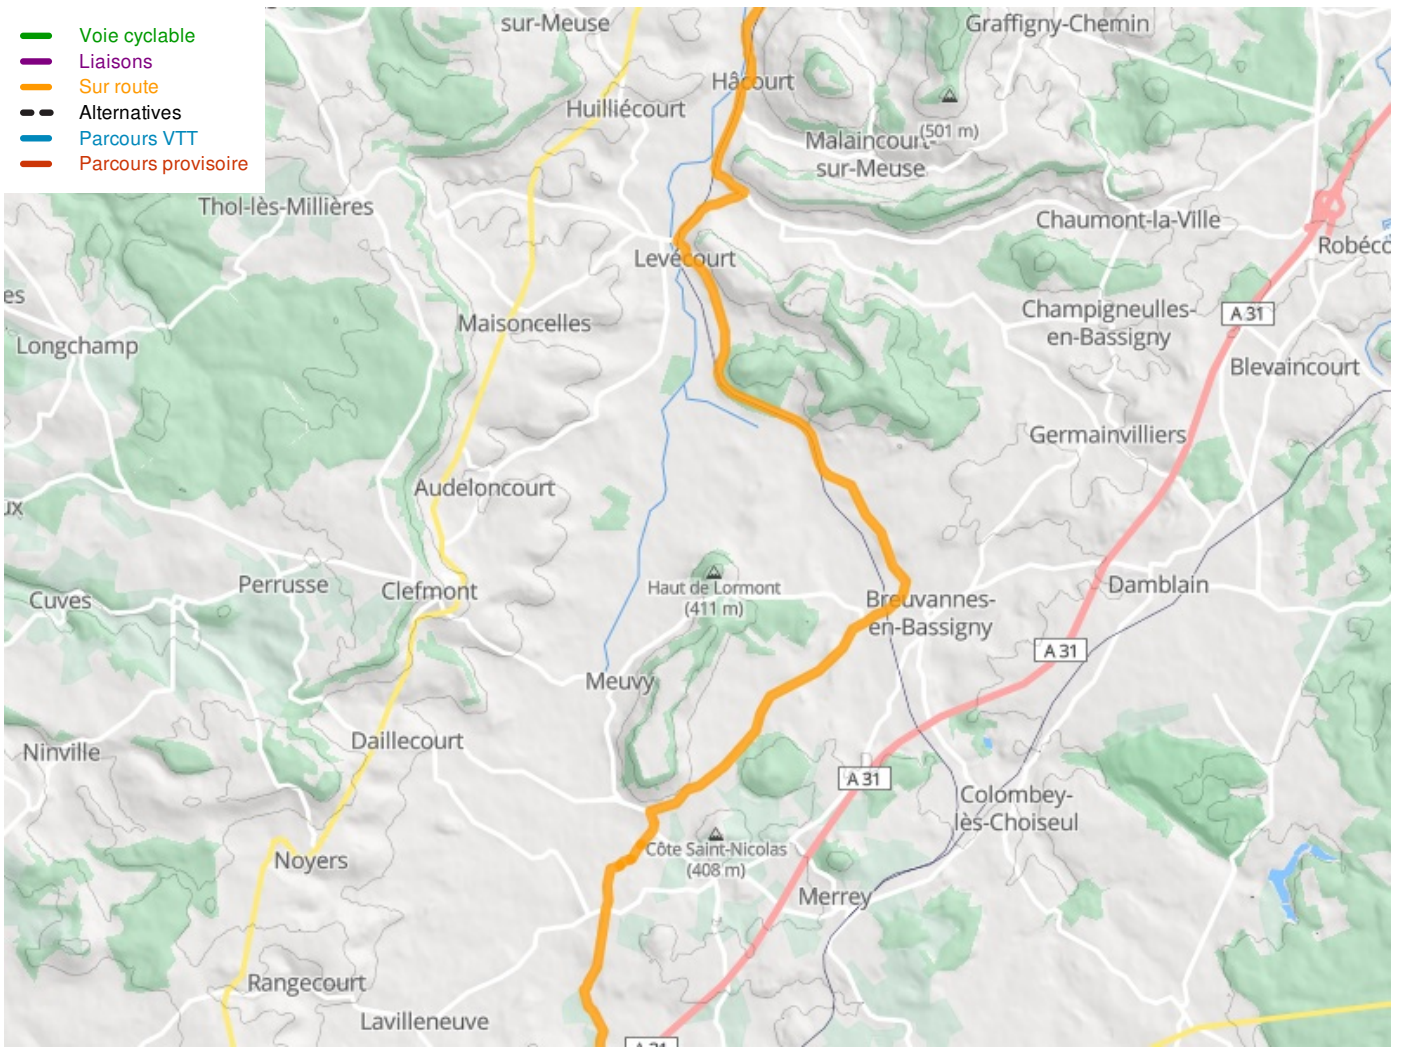 Voie cyclable
Liaisons
Sur route
Alternatives
Parcours VTT
Parcours provisoire
sur-Meuse
Graffigny-Chemin
Hâcourt
Huilliécourt
(501 m)
Malaincourt-
sur-Meuse
Thol-lès-Millières
Chaumont-la-Ville
Robéco
Levécourt
es
Champigneulles-
en-Bassigny
A 31
Maisoncelles
Longchamp
Blevaincourt
Germainvilliers
Audeloncourt
ux
Perrusse
Clefmont
Haut de Lormont
(411 m)
Damblain
Cuves
Breuvannes-
en-Bassigny
A 31
Meuvy
Daillecourt
Ninville
A 31
Colombey-
lès-Choiseul
Côte Saint-Nicolas
(408 m)
Noyers
Merrey
Rangecourt
Lavilleneuve
A 31